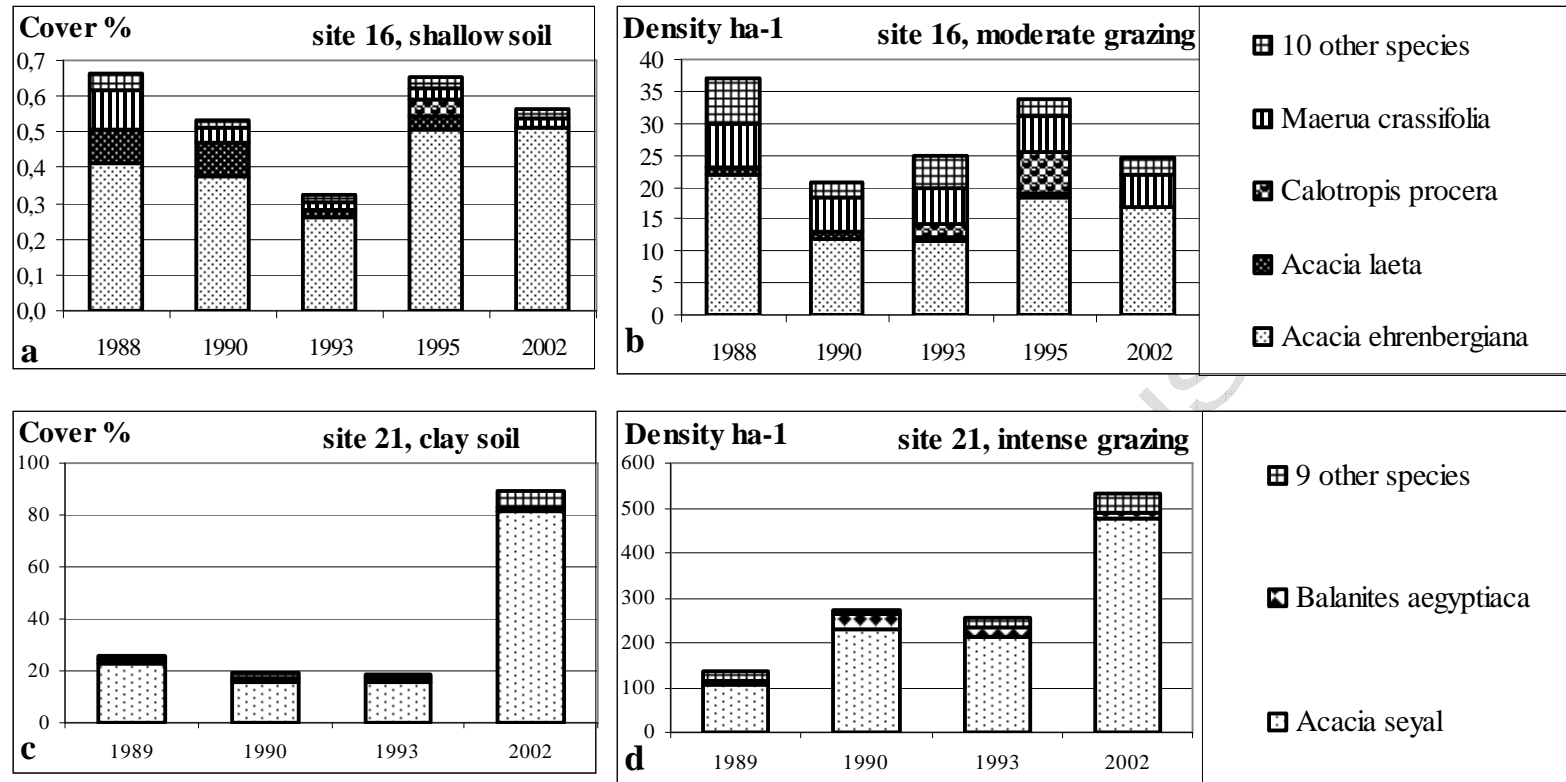 Cover %
site 16, shallow soil
0,7
0,6
0,5
0,4
0,3
0,2
0,1
0,0
1988 1990 1993 1995 2002
a
Density ha-1
site 16, moderate grazing
40
35
30
25
20
15
10
5
0
1988 1990 1993 1995 2002
b
10 other species
Maerua crassifolia
Calotropis procera
Acacia laeta
Acacia ehrenbergiana
Cover %
site 21, clay soil
100
80
60
40
20
0
1989 1990 1993 2002
c
Density ha-1
site 21, intense grazing
600
500
400
300
200
100
0
1989 1990 1993 2002
d
9 other species
Balanites aegyptiaca
Acacia seyal